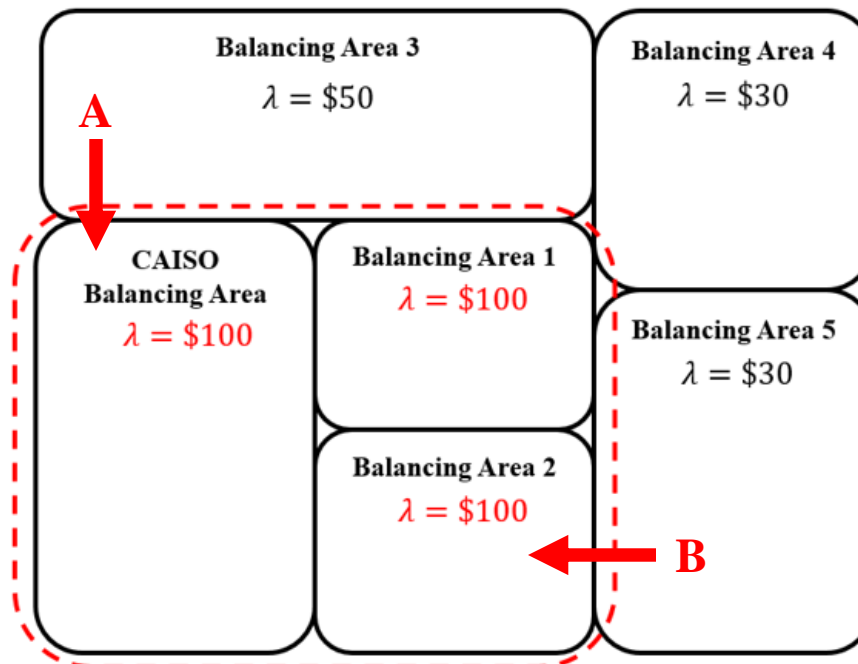 Balancing Area 3
λ = $50
Balancing Area 4
λ = $30
A
CAISO
Balancing Area
λ = $100
Balancing Area 1
λ = $100
Balancing Area 5
λ = $30
Balancing Area 2
λ = $100
B